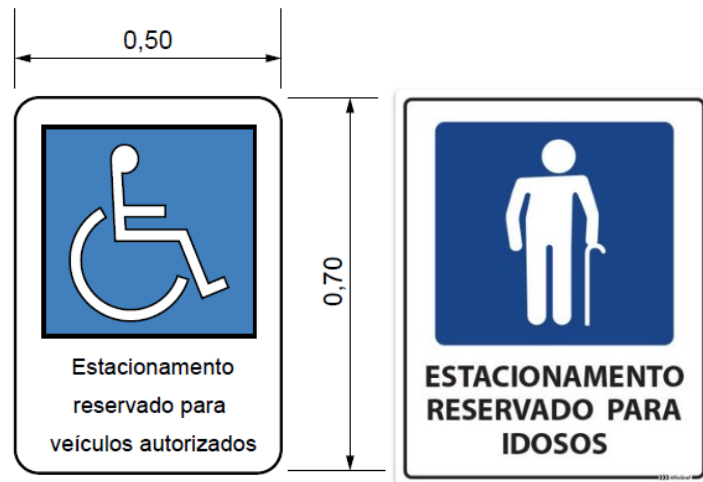 0,50
0,70
Estacionamento
reservado para
veículos autorizados
ESTACIONAMENTO
RESERVADO PARA
IDOSOS